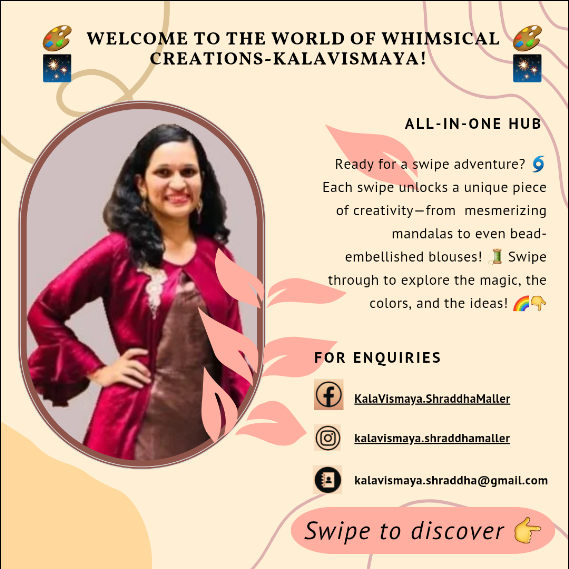 WELCOME TO THE WORLD OF WHIMSICAL
CREATIONS-KALAVISMAYA!
ALL-IN-ONE HUB
Ready for a swipe adventure? 🌀
Each swipe unlocks a unique piece
of creativity—from mesmerizing
mandalas to even bead-
embellished blouses! 🧵 Swipe
through to explore the magic, the
colors, and the ideas! 🌈👇
FOR ENQUIRIES
KalaVismaya.ShraddhaMaller
kalavismaya.shraddhamaller
kalavismaya.shraddha@gmail.com
Swipe to discover 👉